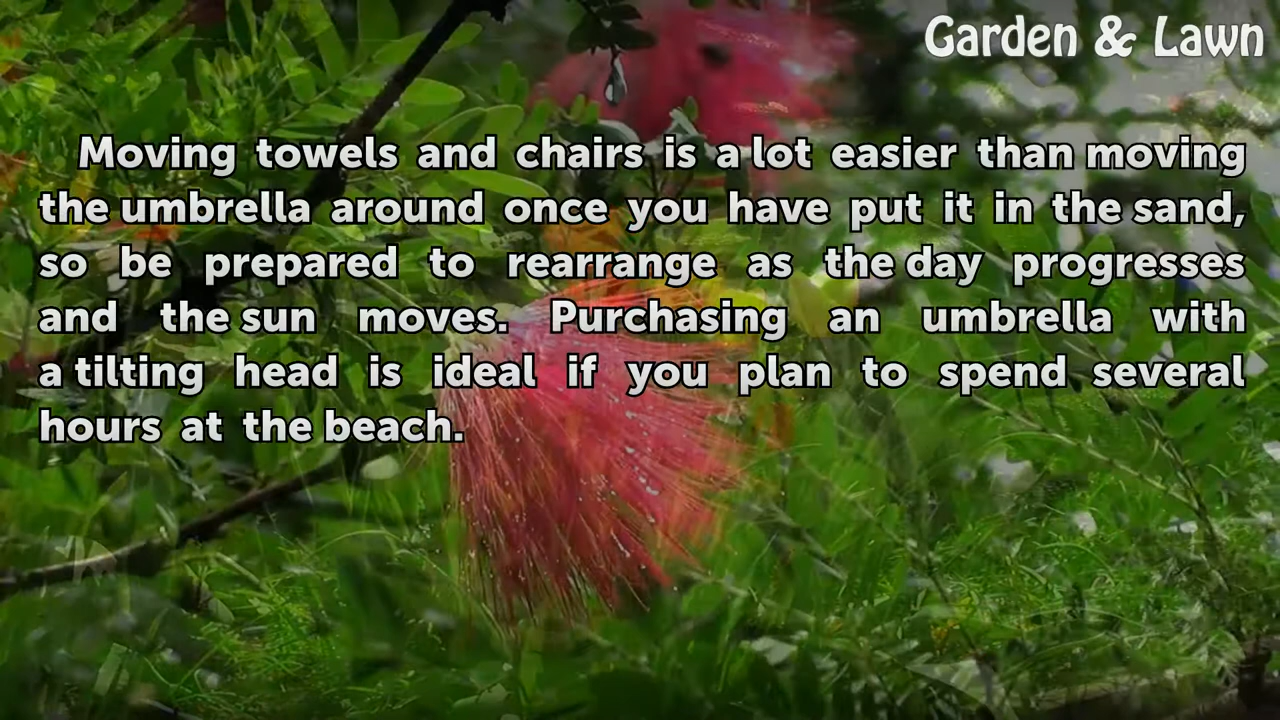 Garden & Lawn
Moving towels and chairs is a lot easier than moving
the umbrella around once you have put it in the sand,
so be prepared to rearrange as the day progresses
and the sun moves. Purchasing an umbrella with
a tilting head is ideal if you plan to spend several
hours at the beach.